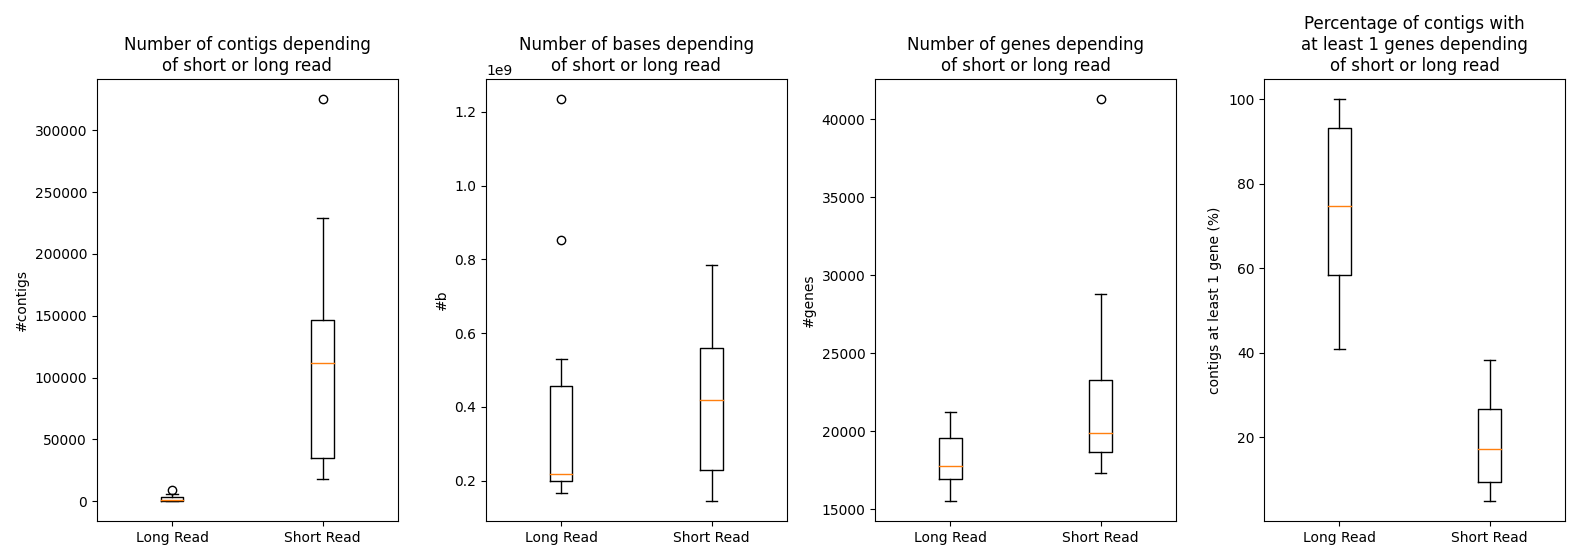 Number of contigs depending
of short or long read
#contigs
300000
250000
200000
150000
100000
50000
0
Long Read
Short Read
Number of bases depending
of short or long read
1e9
#b
1.2
1.0
0.8
0.6
0.4
0.2
Long Read
Short Read
Number of genes depending
of short or long read
#genes
40000
35000
30000
25000
20000
15000
Long Read
Short Read
Percentage of contigs with
at least 1 genes depending
of short or long read
contigs at least 1 gene (%)
100
80
60
40
20
Long Read
Short Read